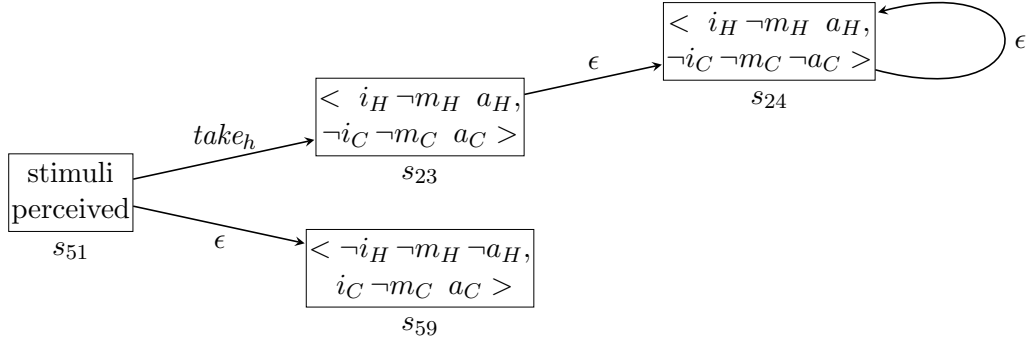 < i_H ¬m_H a_H,
¬i_C ¬m_C ¬a_C >
s_24
ϵ
ϵ
< i_H ¬m_H a_H,
¬i_C ¬m_C a_C >
s_23
take_h
stimuli
perceived
s_51
ϵ
< ¬i_H ¬m_H ¬a_H,
i_C ¬m_C a_C >
s_59